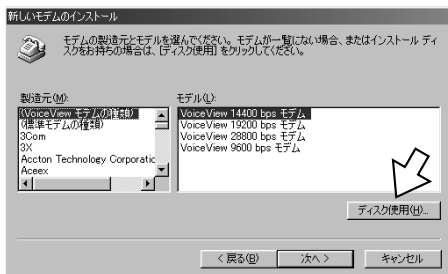 新しいモデムのインストール
モデムの製造元とモデルを選んでください。モデムが一覧にない場合、またはインストール ディ
スクをお持ちの場合は、[ディスク使用] をクリックしてください。
製造元(M):
(VoiceView モデムの種類)
(標準モデムの種類)
3Com
3X
Accton Technology Corporatic
Aceex
モデル(L):
VoiceView 14400 bps モデム
VoiceView 19200 bps モデム
VoiceView 28800 bps モデム
VoiceView 9600 bps モデム
ディスク使用(H)...
< 戻る(B)
次へ >
キャンセル